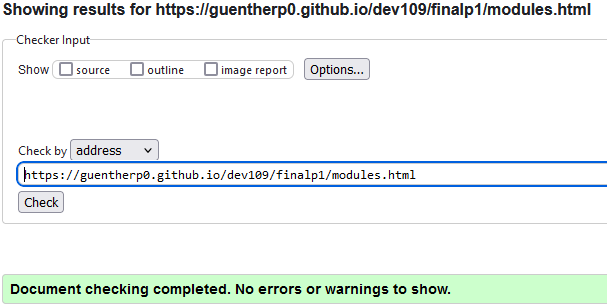 Showing results for https://guentherp0.github.io/dev109/finalp1/modules.html
Checker Input
Show source outline image report Options...
Check by address
https://guentherp0.github.io/dev109/finalp1/modules.html
Check
Document checking completed. No errors or warnings to show.